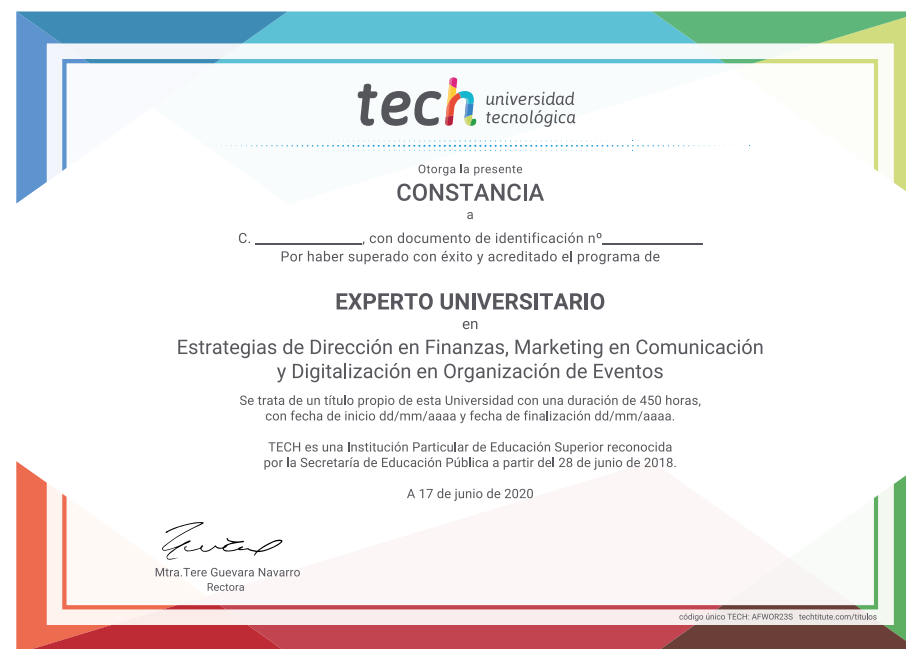 tech universidad
tecnológica
Otorga la presente
CONSTANCIA
a
C. ____________, con documento de identificación nº____________
Por haber superado con éxito y acreditado el programa de
EXPERTO UNIVERSITARIO
en
Estrategias de Dirección en Finanzas, Marketing en Comunicación
y Digitalización en Organización de Eventos
Se trata de un título propio de esta Universidad con una duración de 450 horas,
con fecha de inicio dd/mm/aaaa y fecha de finalización dd/mm/aaaa.
TECH es una Institución Particular de Educación Superior reconocida
por la Secretaría de Educación Pública a partir del 28 de junio de 2018.
A 17 de junio de 2020
Mtra.Tere Guevara Navarro
Rectora
código único TECH: AFWOR23S techtitute.com/titulos